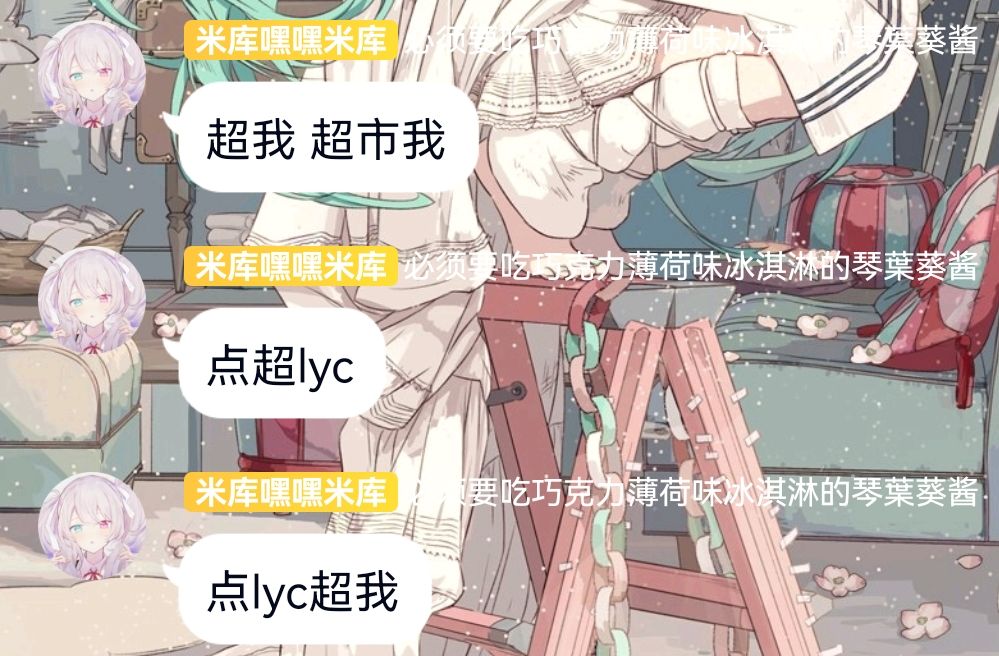 米库嘿嘿米库 必须要吃巧克力薄荷味冰淇淋的琴葉葵酱
超我 超市我
米库嘿嘿米库 必须要吃巧克力薄荷味冰淇淋的琴葉葵酱
点超lyc
米库嘿嘿米库 必须要吃巧克力薄荷味冰淇淋的琴葉葵酱
点lyc超我